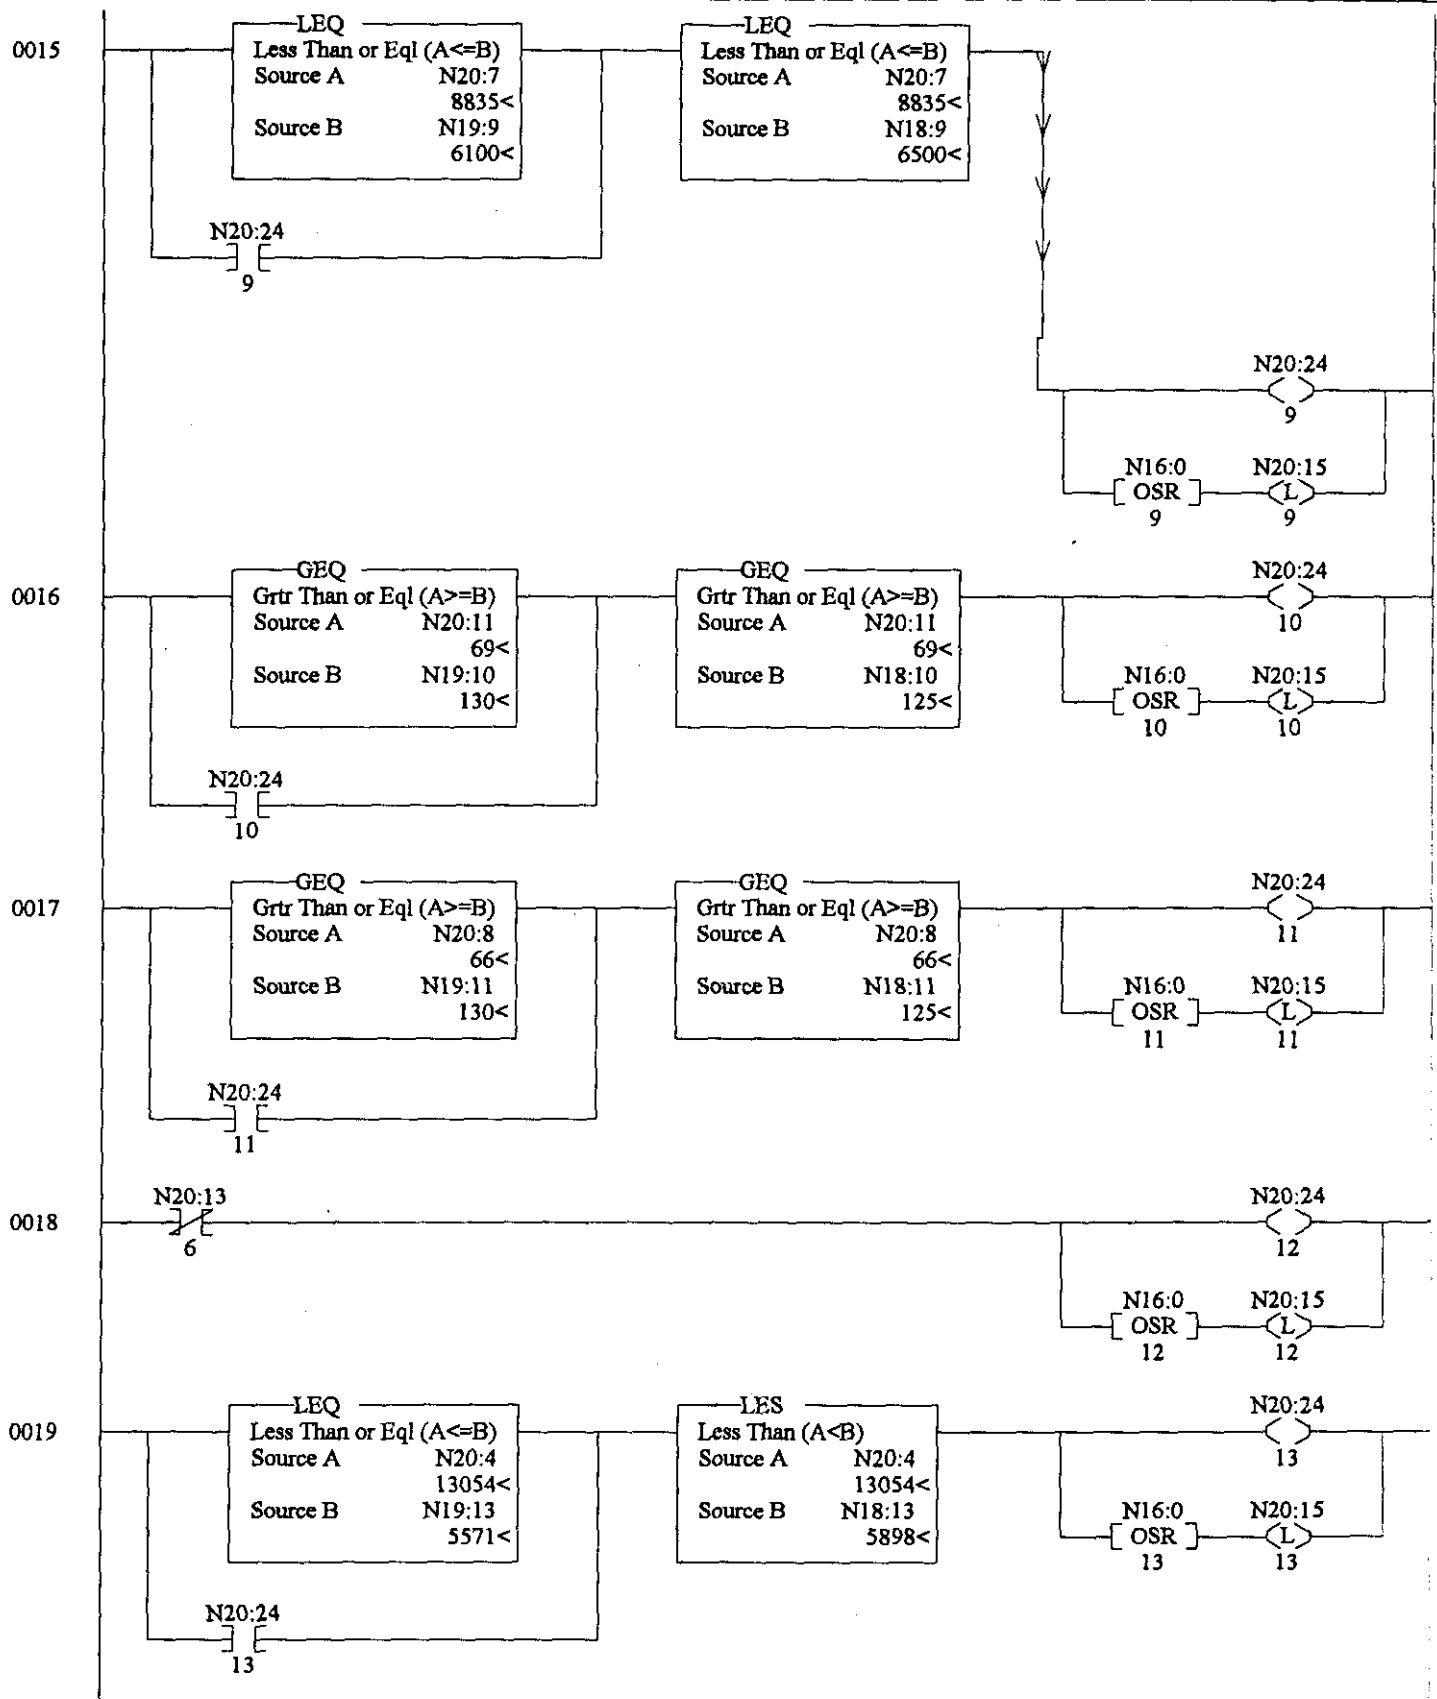 LEQ LEQ
0015 Less Than or Eql (A<=B) Less Than or Eql (A<=B)
Source A N20:7 Source A N20:7
8835< 8835<
Source B N19:9 Source B N18:9
6100< 6500<
N20:24
] [
9
N20:24
9
N16:0 N20:15
[ OSR ] L
9 9
GEQ GEQ N20:24
0016 Grtr Than or Eql (A>=B) Grtr Than or Eql (A>=B)
Source A N20:11 Source A N20:11 10
69< 69<
Source B N19:10 Source B N18:10 N16:0 N20:15
130< 125< [ OSR ] L
10 10
N20:24
] [
10
GEQ GEQ N20:24
0017 Grtr Than or Eql (A>=B) Grtr Than or Eql (A>=B)
Source A N20:8 Source A N20:8 11
66< 66<
Source B N19:11 Source B N18:11 N16:0 N20:15
130< 125< [ OSR ] L
11 11
N20:24
] [
11
N20:13 N20:24
0018
6 12
N16:0 N20:15
[ OSR ] L
12 12
LEQ LES N20:24
0019 Less Than or Eql (A<=B) Less Than (A<B)
Source A N20:4 Source A N20:4 13
13054< 13054<
Source B N19:13 Source B N18:13 N16:0 N20:15
5571< 5898< [ OSR ] L
13 13
N20:24
] [
13